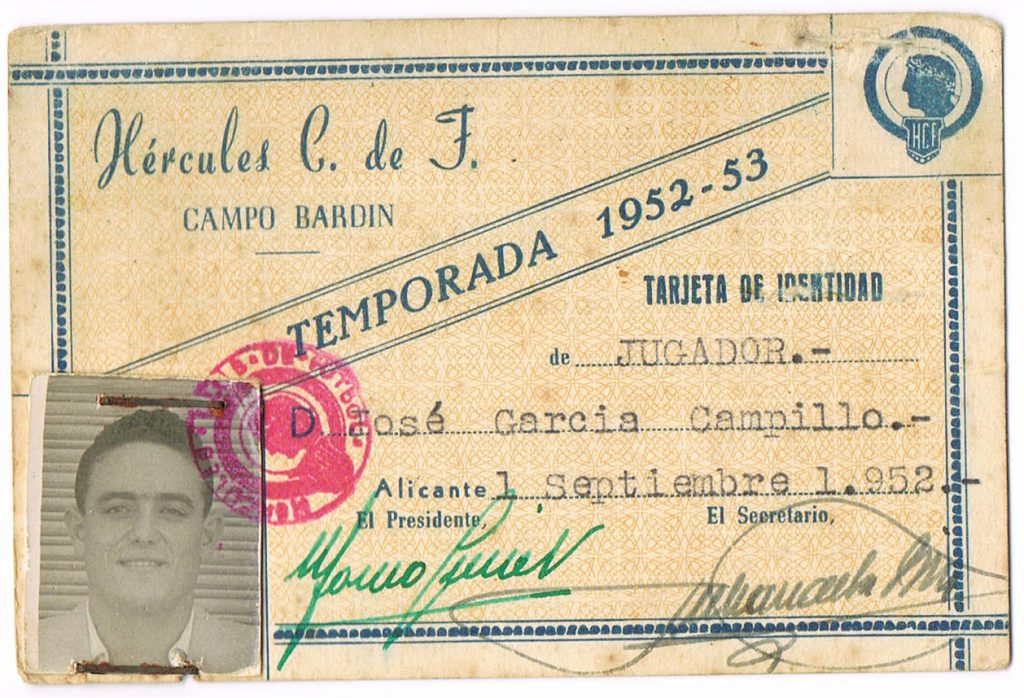 Hércules C. de F.
CAMPO BARDIN
TEMPORADA 1952-53
HCF
TARJETA DE IDENTIDAD
de JUGADOR.-
D. José Garcia Campillo.-
Alicante 1 Septiembre 1.952.-
El Presidente,
El Secretario,